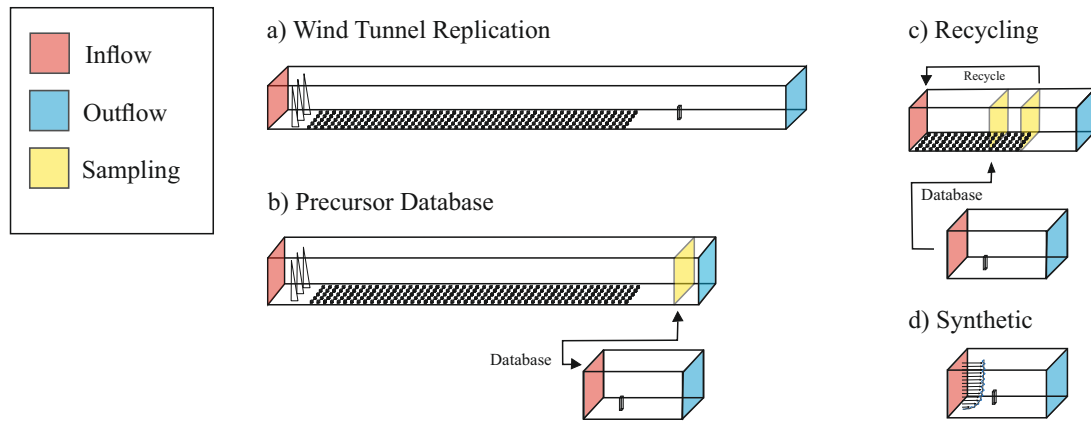 Inflow
Outflow
Sampling
a) Wind Tunnel Replication
b) Precursor Database
Database
c) Recycling
Recycle
Database
d) Synthetic